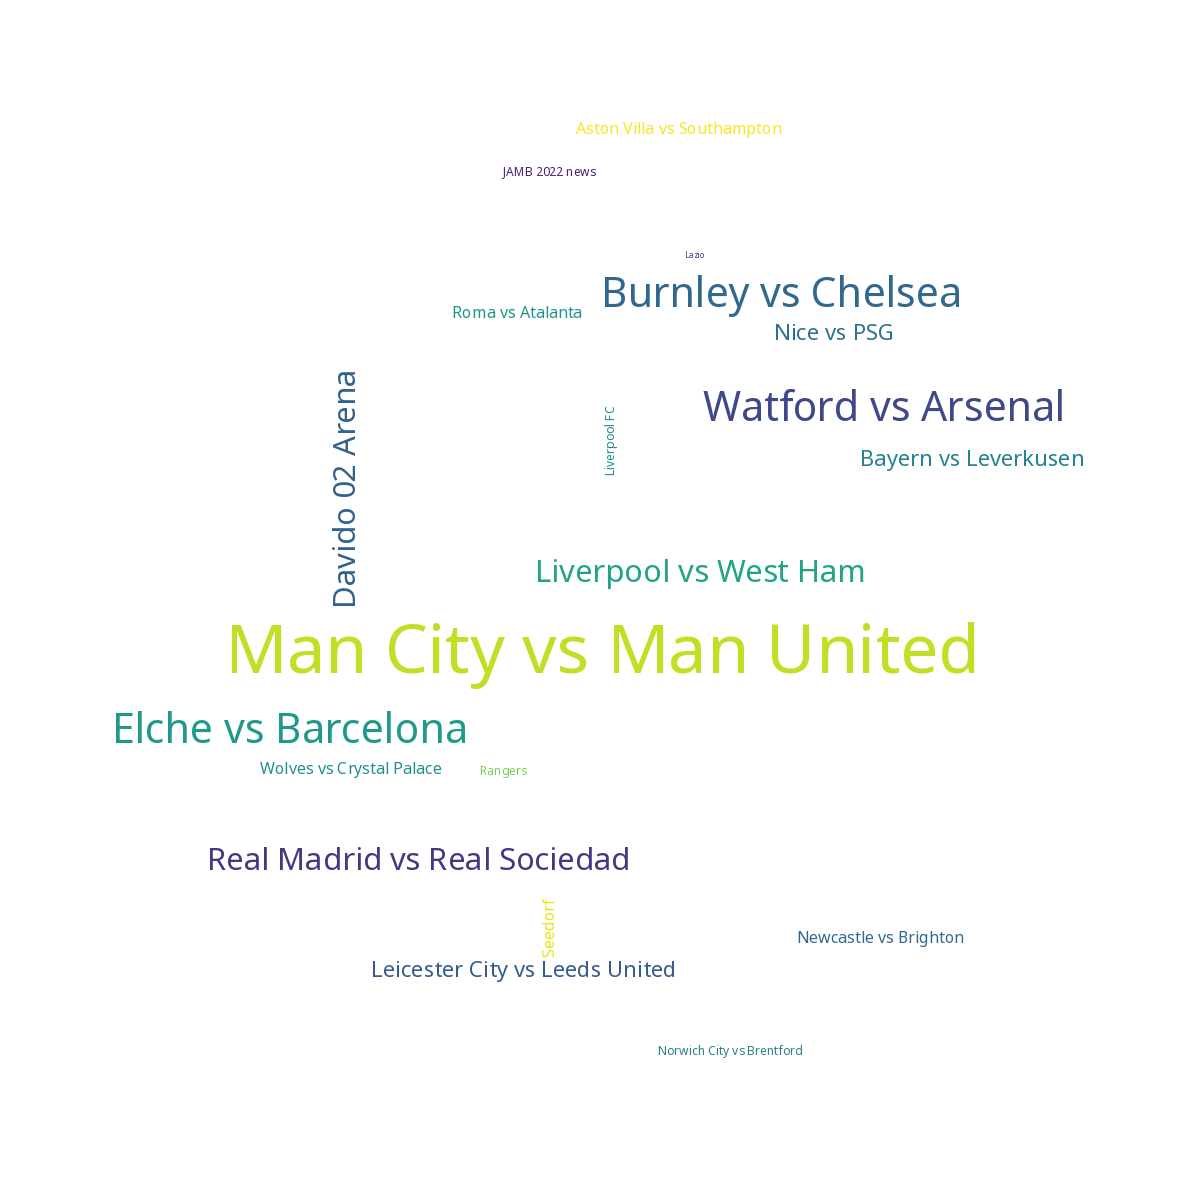 Aston Villa vs Southampton
JAMB 2022 news
Lazio
Burnley vs Chelsea
Roma vs Atalanta
Nice vs PSG
Davido 02 Arena
Watford vs Arsenal
Liverpool FC
Bayern vs Leverkusen
Liverpool vs West Ham
Man City vs Man United
Elche vs Barcelona
Wolves vs Crystal Palace
Rangers
Real Madrid vs Real Sociedad
Seedorf
Newcastle vs Brighton
Leicester City vs Leeds United
Norwich City vs Brentford